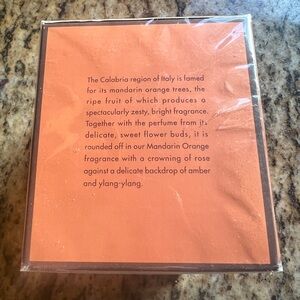 The Calabria region of Italy is famed
for its mandarin orange trees, the
ripe fruit of which produces a
spectacularly zesty, bright fragrance.
Together with the perfume from its
delicate, sweet flower buds, it is
rounded off in our Mandarin Orange
fragrance with a crowning of rose
against a delicate backdrop of amber
and ylang-ylang.